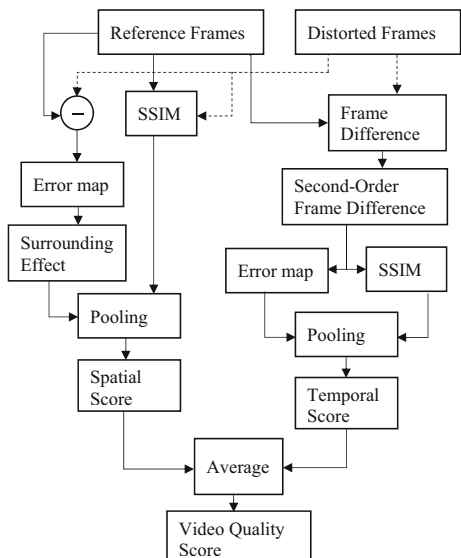 Reference Frames
Distorted Frames
−
SSIM
Frame
Difference
Error map
Second-Order
Frame Difference
Surrounding
Effect
Error map
SSIM
Pooling
Pooling
Spatial
Score
Temporal
Score
Average
Video Quality
Score